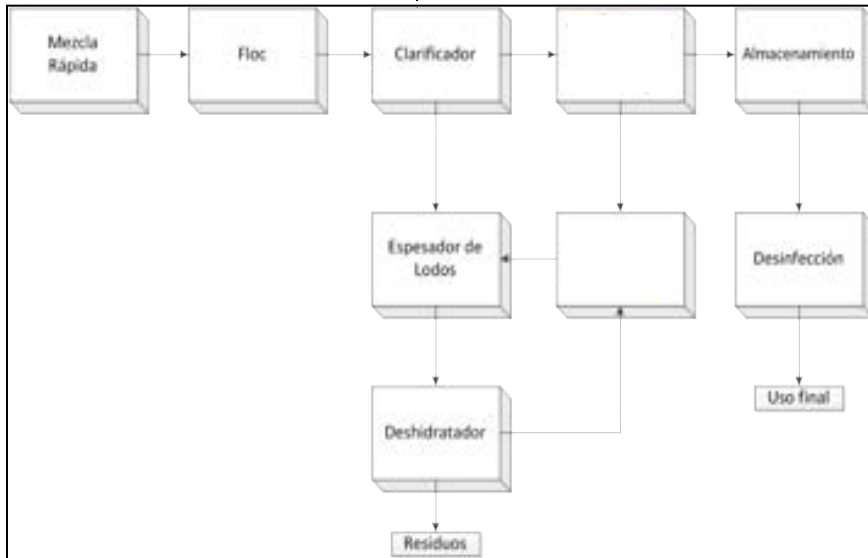 Mezcla
Rápida
Floc
Clarificador
Almacenamiento
Espesador de
Lodos
Desinfección
Deshidratador
Uso final
Residuos